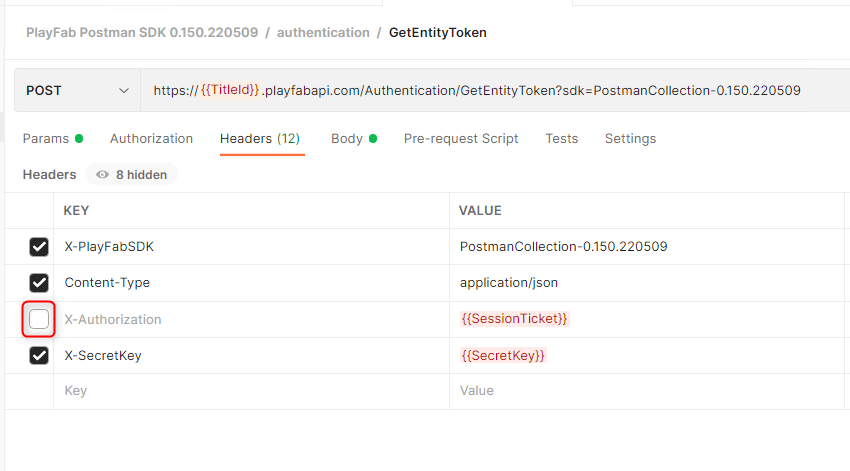 PlayFab Postman SDK 0.150.220509 / authentication / GetEntityToken
POST https://{{TitleId}}.playfabapi.com/Authentication/GetEntityToken?sdk=PostmanCollection-0.150.220509
Params Authorization Headers (12) Body Pre-request Script Tests Settings
Headers 8 hidden
KEY VALUE
X-PlayFabSDK PostmanCollection-0.150.220509
Content-Type application/json
X-Authorization {{SessionTicket}}
X-SecretKey {{SecretKey}}
Key Value